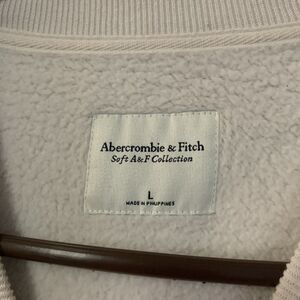 Abercrombie & Fitch
Soft A&F Collection
L
MADE IN PHILIPPINES